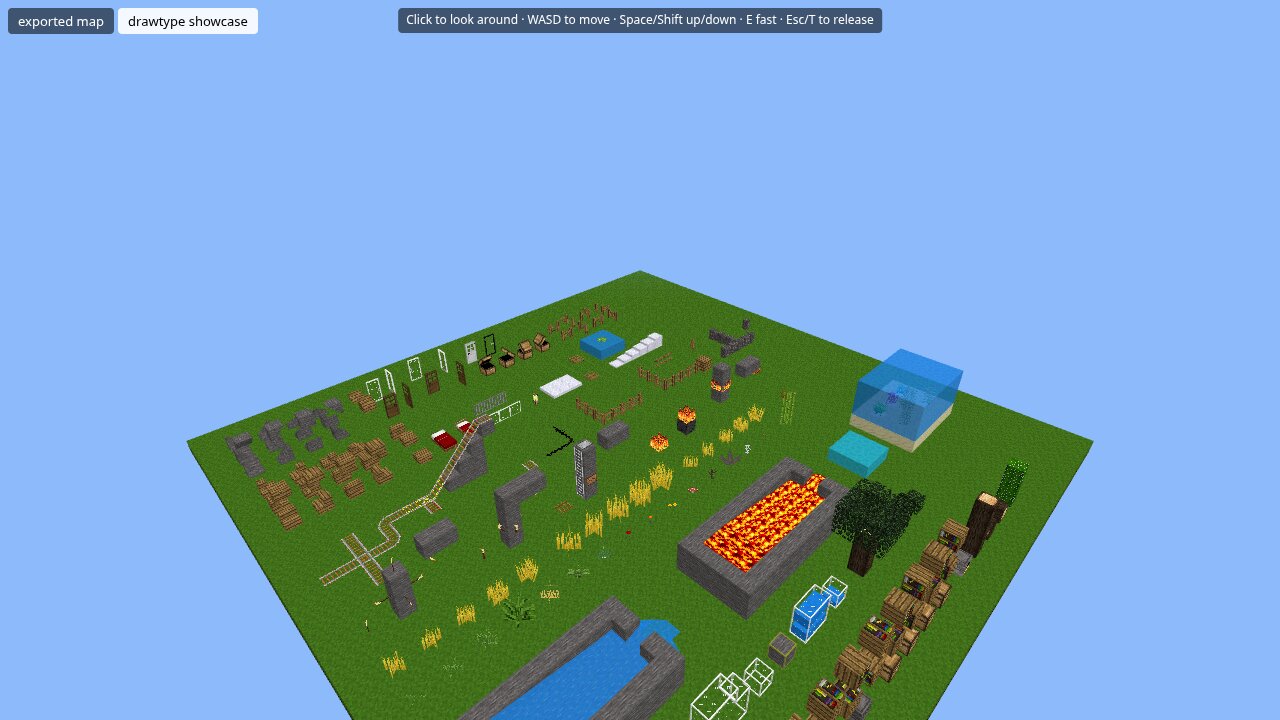 exported map
drawtype showcase
Click to look around · WASD to move · Space/Shift up/down · E fast · Esc/T to release